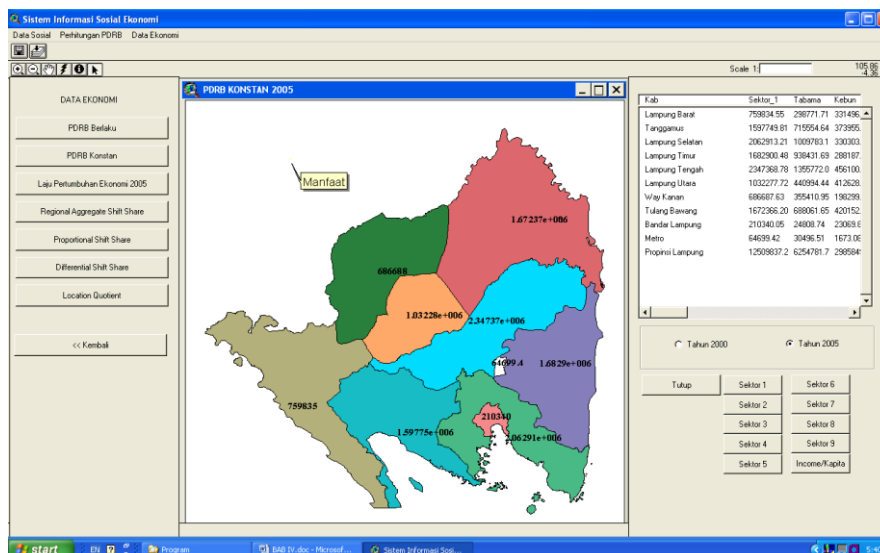 Sistem Informasi Sosial Ekonomi
Data Sosial Perhitungan PDRB Data Ekonomi
Scale 1:
105.86
-4.36
DATA EKONOMI
PDRB Berlaku
PDRB Konstan
Laju Pertumbuhan Ekonomi 2005
Regional Aggregate Shift Share
Proportional Shift Share
Differential Shift Share
Location Quotient
<< Kembali
PDRB KONSTAN 2005
Manfaat
1.67237e+006
686688
1.03228e+006
2.34737e+006
64699.4
1.6829e+006
759835
210340
1.59775e+006
2.06291e+006
Kab Sektor_1 Tabama Kebun
Lampung Barat 759834.55 298771.71 331496.
Tanggamus 1597749.81 715554.64 373955.
Lampung Selatan 2062913.21 1009783.1 330303.
Lampung Timur 1682900.48 938431.69 288187.
Lampung Tengah 2347368.78 1355772.0 456100.
Lampung Utara 1032277.72 440994.44 412628.
Way Kanan 686687.63 355410.95 198299.
Tulang Bawang 1672366.20 688061.65 420152.
Bandar Lampung 210340.05 24808.74 23069.8
Metro 64699.42 30496.51 1673.08
Propinsi Lampung 12509837.2 6254781.7 298584
Tahun 2000 Tahun 2005
Tutup Sektor 1 Sektor 6
Sektor 2 Sektor 7
Sektor 3 Sektor 8
Sektor 4 Sektor 9
Sektor 5 Income/Kapita
start EN Program BAB IV.doc - Microsof... Sistem Informasi Sosi...